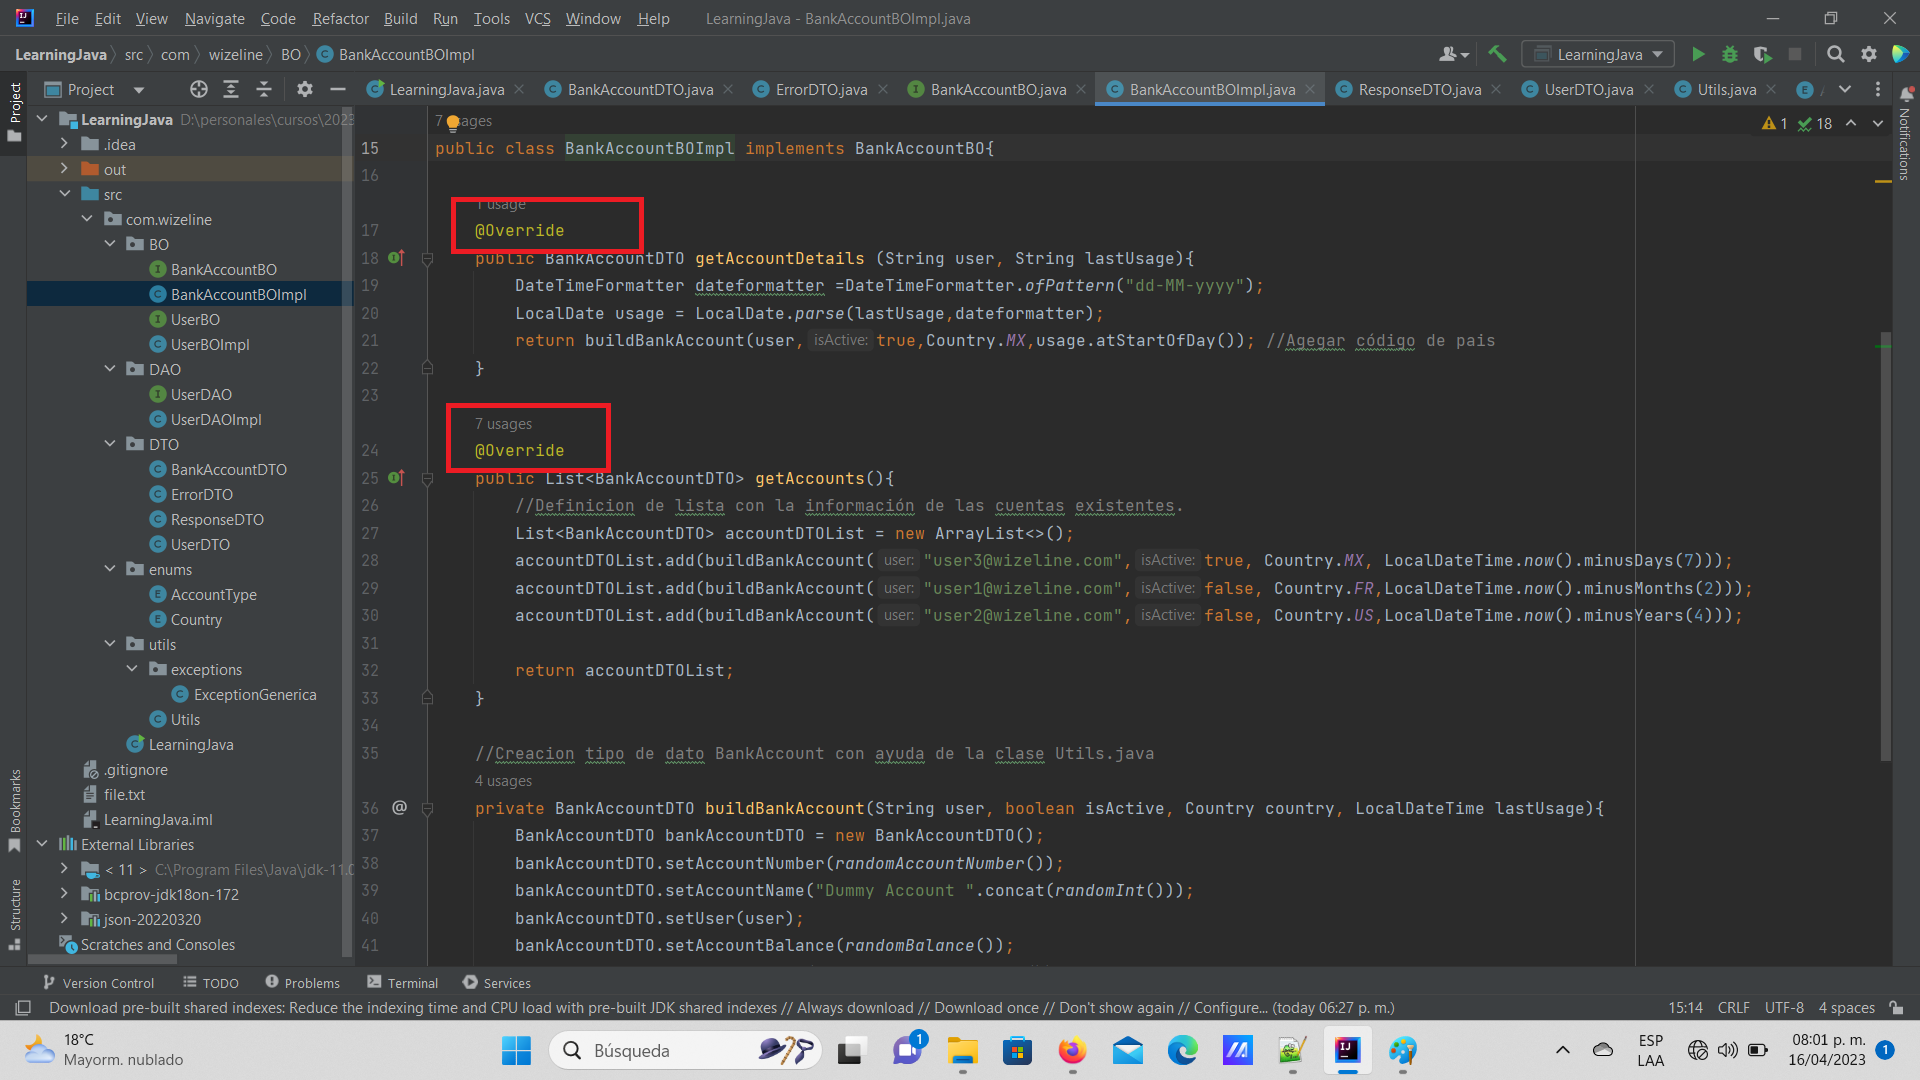 File Edit View Navigate Code Refactor Build Run Tools VCS Window Help LearningJava - BankAccountBOImpl.java
LearningJava src com wizeline BO BankAccountBOImpl LearningJava
Project LearningJava.java BankAccountDTO.java ErrorDTO.java BankAccountBO.java BankAccountBOImpl.java ResponseDTO.java UserDTO.java Utils.java
Project
Notifications
Bookmarks
Structure
LearningJava D:\personales\cursos\2023
.idea
out
src
com.wizeline
BO
BankAccountBO
BankAccountBOImpl
UserBO
UserBOImpl
DAO
UserDAO
UserDAOImpl
DTO
BankAccountDTO
ErrorDTO
ResponseDTO
UserDTO
enums
AccountType
Country
utils
exceptions
ExceptionGenerica
Utils
LearningJava
.gitignore
file.txt
LearningJava.iml
External Libraries
< 11 > C:\Program Files\Java\jdk-11.0
bcprov-jdk18on-172
json-20220320
Scratches and Consoles
1 18
15 public class BankAccountBOImpl implements BankAccountBO{
16
1 usage
17 @Override
18 public BankAccountDTO getAccountDetails (String user, String lastUsage){
19 DateTimeFormatter dateformatter =DateTimeFormatter.ofPattern("dd-MM-yyyy");
20 LocalDate usage = LocalDate.parse(lastUsage,dateformatter);
21 return buildBankAccount(user, isActive: true,Country.MX,usage.atStartOfDay()); //Agegar código de pais
22 }
23
7 usages
24 @Override
25 public List<BankAccountDTO> getAccounts(){
26 //Definicion de lista con la información de las cuentas existentes.
27 List<BankAccountDTO> accountDTOList = new ArrayList<>();
28 accountDTOList.add(buildBankAccount( user: "user3@wizeline.com", isActive: true, Country.MX, LocalDateTime.now().minusDays(7)));
29 accountDTOList.add(buildBankAccount( user: "user1@wizeline.com", isActive: false, Country.FR,LocalDateTime.now().minusMonths(2)));
30 accountDTOList.add(buildBankAccount( user: "user2@wizeline.com", isActive: false, Country.US,LocalDateTime.now().minusYears(4)));
31
32 return accountDTOList;
33 }
34
35 //Creacion tipo de dato BankAccount con ayuda de la clase Utils.java
4 usages
36 @ private BankAccountDTO buildBankAccount(String user, boolean isActive, Country country, LocalDateTime lastUsage){
37 BankAccountDTO bankAccountDTO = new BankAccountDTO();
38 bankAccountDTO.setAccountNumber(randomAccountNumber());
39 bankAccountDTO.setAccountName("Dummy Account ".concat(randomInt()));
40 bankAccountDTO.setUser(user);
41 bankAccountDTO.setAccountBalance(randomBalance());
Version Control TODO Problems Terminal Services
Download pre-built shared indexes: Reduce the indexing time and CPU load with pre-built JDK shared indexes // Always download // Download once // Don't show again // Configure... (today 06:27 p. m.) 15:14 CRLF UTF-8 4 spaces
18°C
Mayorm. nublado
Búsqueda
1
ESP
LAA
08:01 p. m.
16/04/2023
1